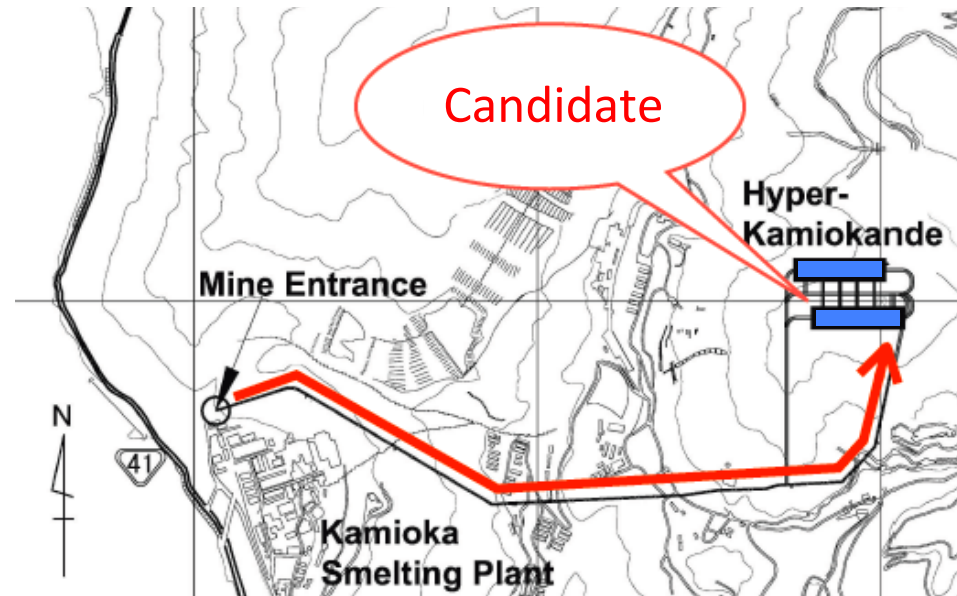 Candidate
Hyper-
Kamiokande
Mine Entrance
N
41
Kamioka
Smelting Plant